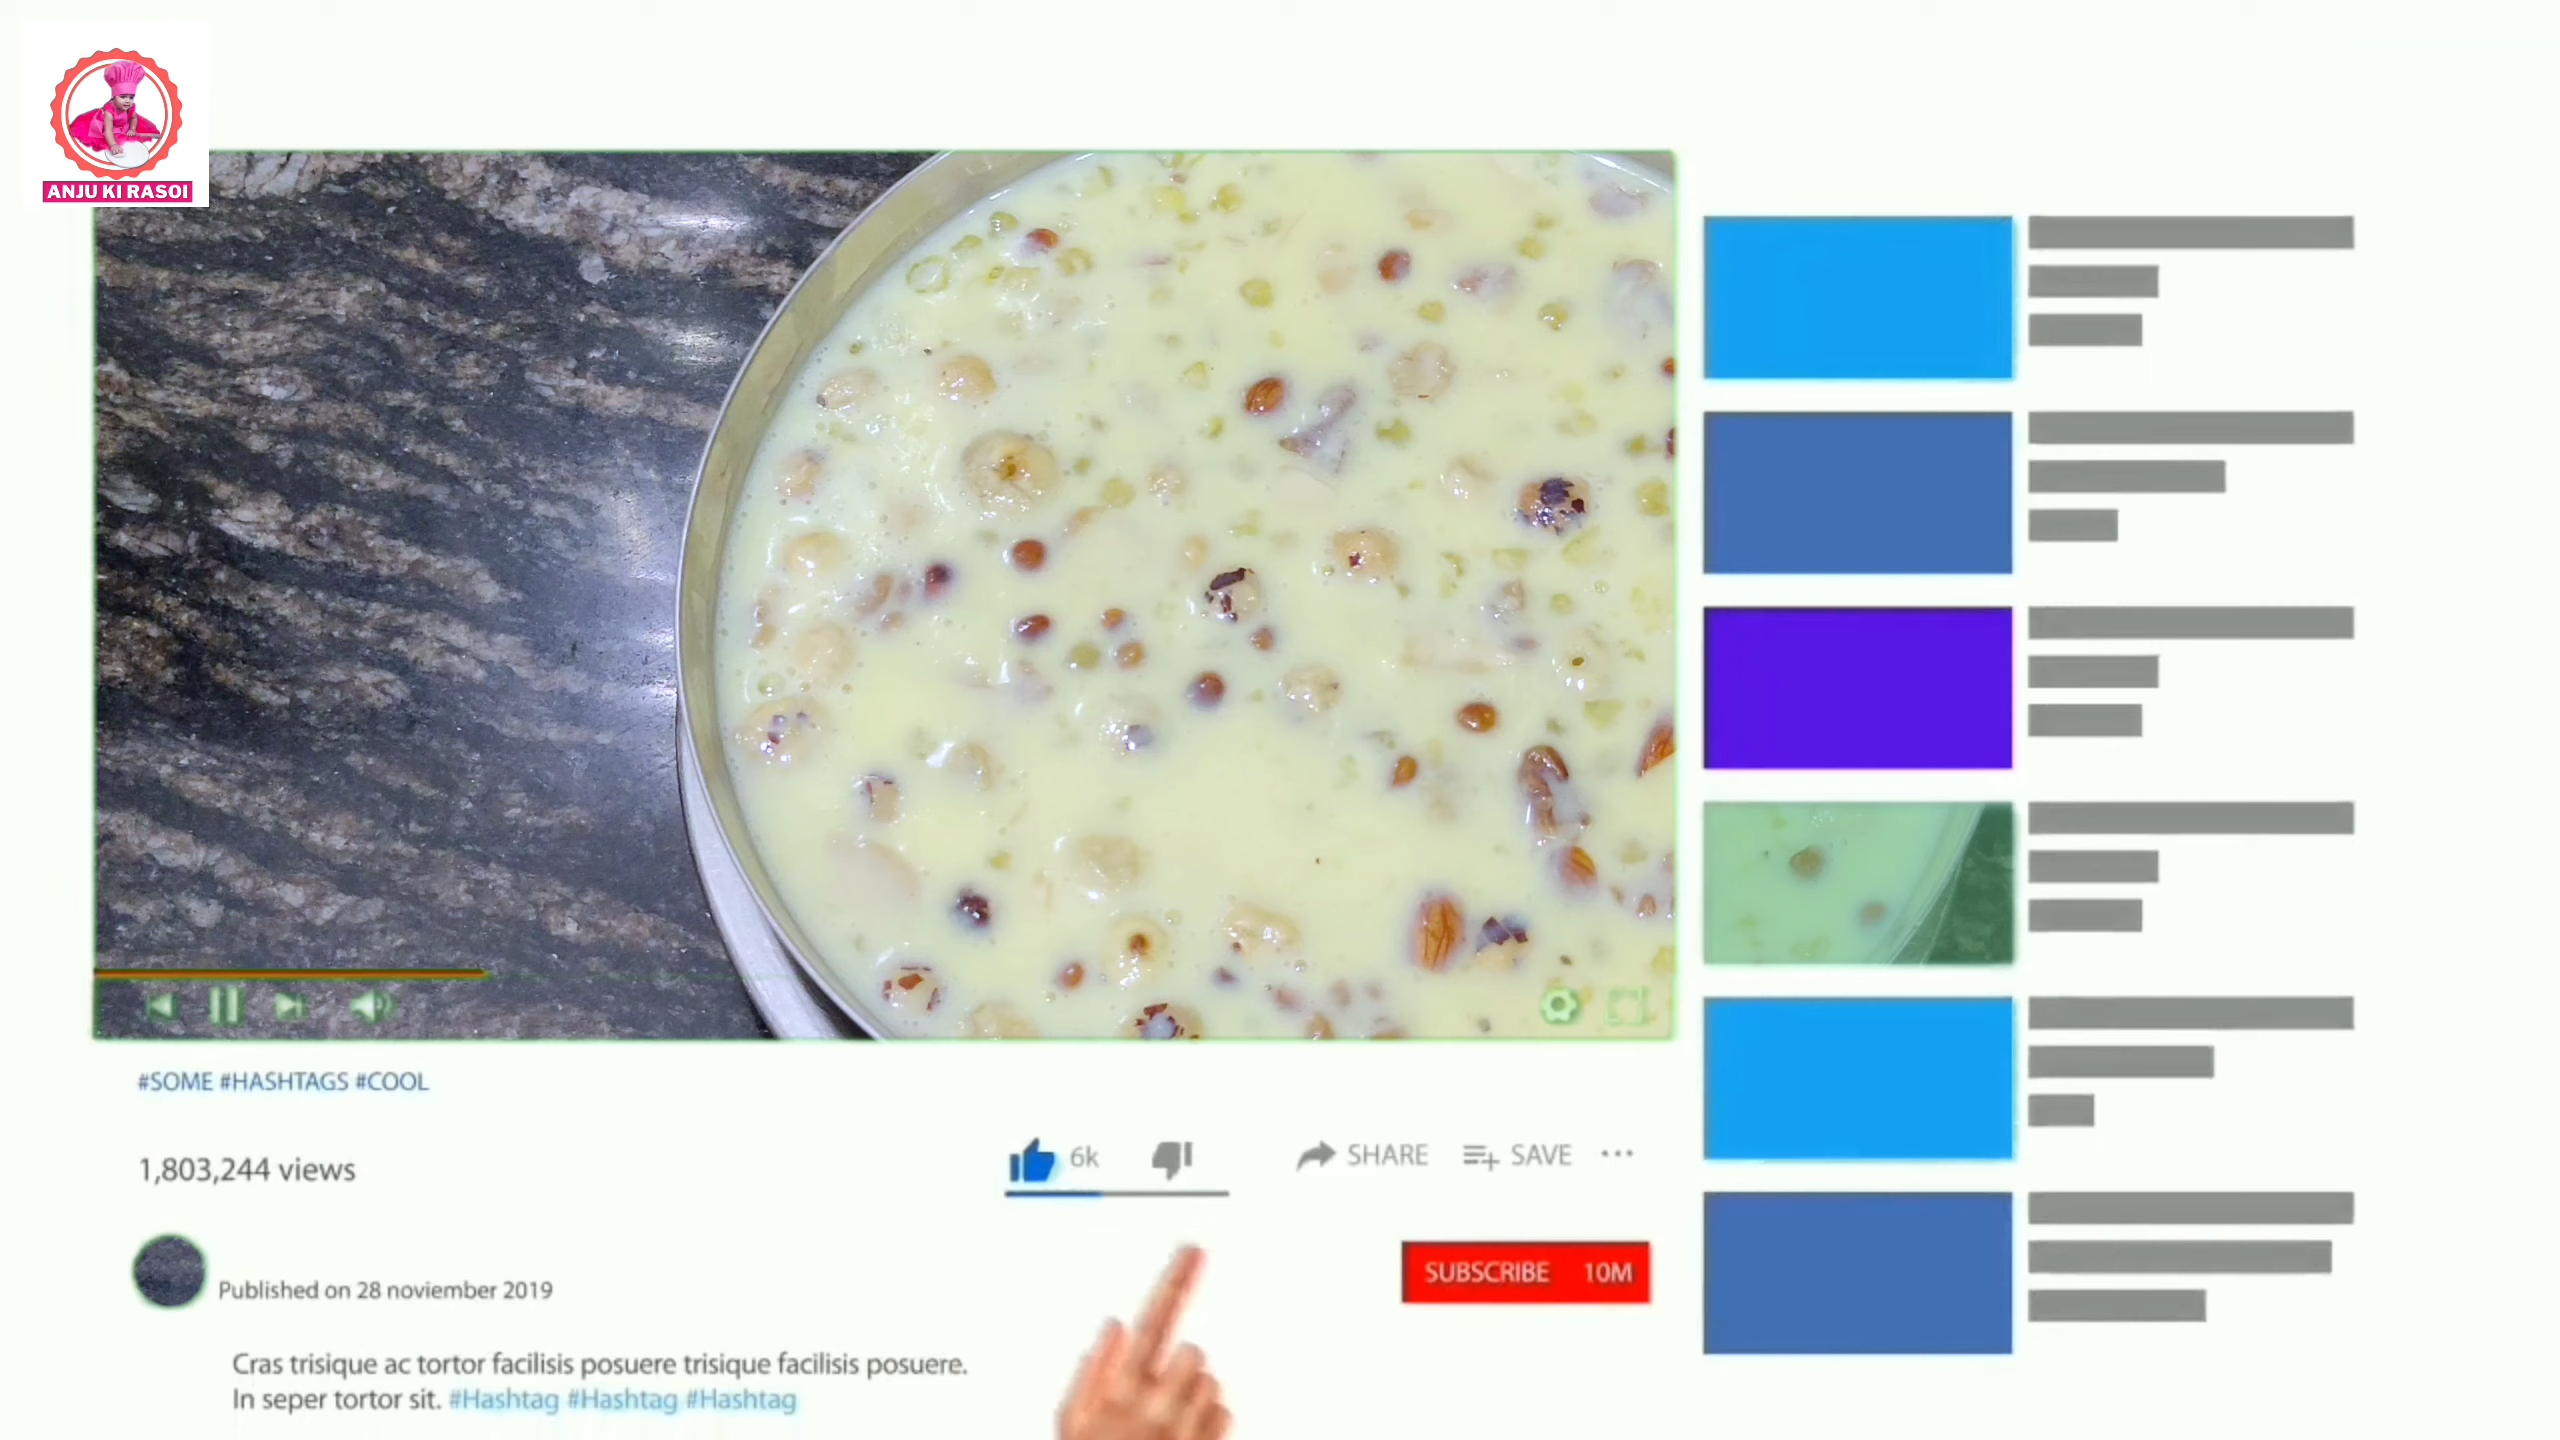 ANJU KI RASOI
#SOME #HASHTAGS #COOL
1,803,244 views
6k
SHARE
SAVE
Published on 28 noviember 2019
SUBSCRIBE 10M
Cras trisique ac tortor facilisis posuere trisique facilisis posuere.
In seper tortor sit. #Hashtag #Hashtag #Hashtag